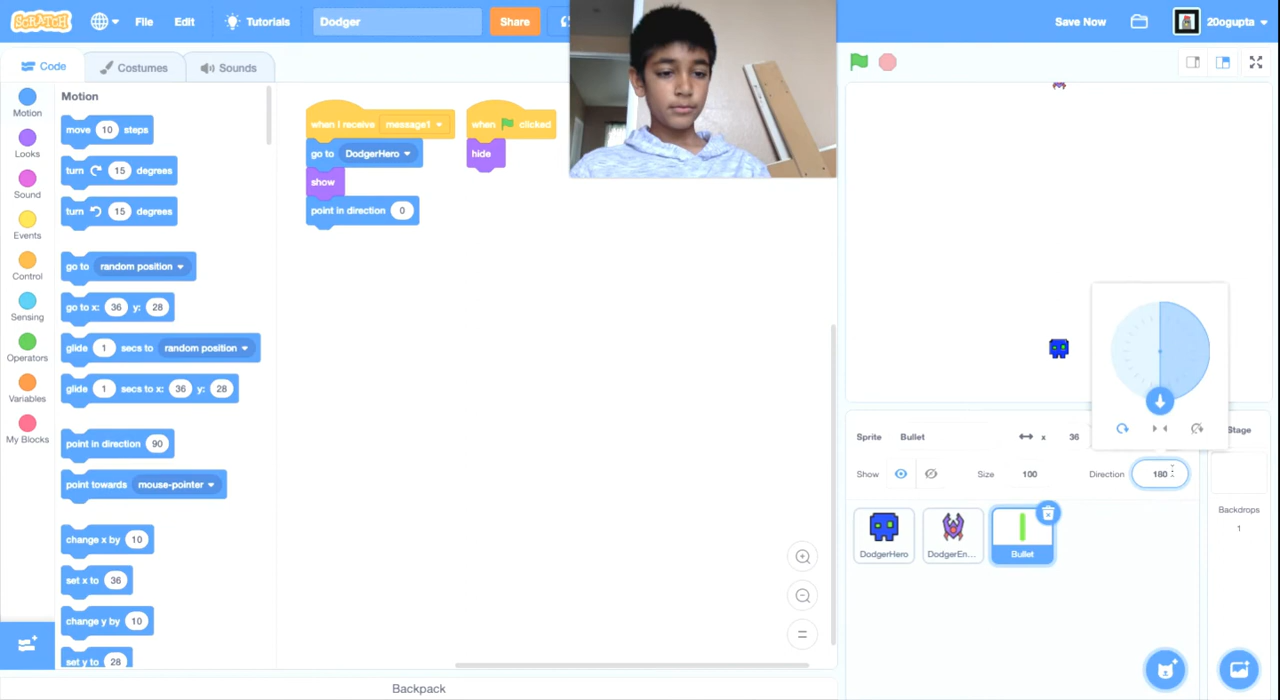 SCRATCH File Edit Tutorials Dodger Share Save Now 20ogupta
Code Costumes Sounds
Motion
Looks
Sound
Events
Control
Sensing
Operators
Variables
My Blocks
Motion
move 10 steps
turn 15 degrees
turn 15 degrees
go to random position
go to x: 36 y: 28
glide 1 secs to random position
glide 1 secs to x: 36 y: 28
point in direction 90
point towards mouse-pointer
change x by 10
set x to 36
change y by 10
set y to 28
when I receive message1
go to DodgerHero
show
point in direction 0
when clicked
hide
Backpack
Sprite Bullet x 36
Show Size 100 Direction 180
DodgerHero DodgerEn... Bullet
Stage
Backdrops
1